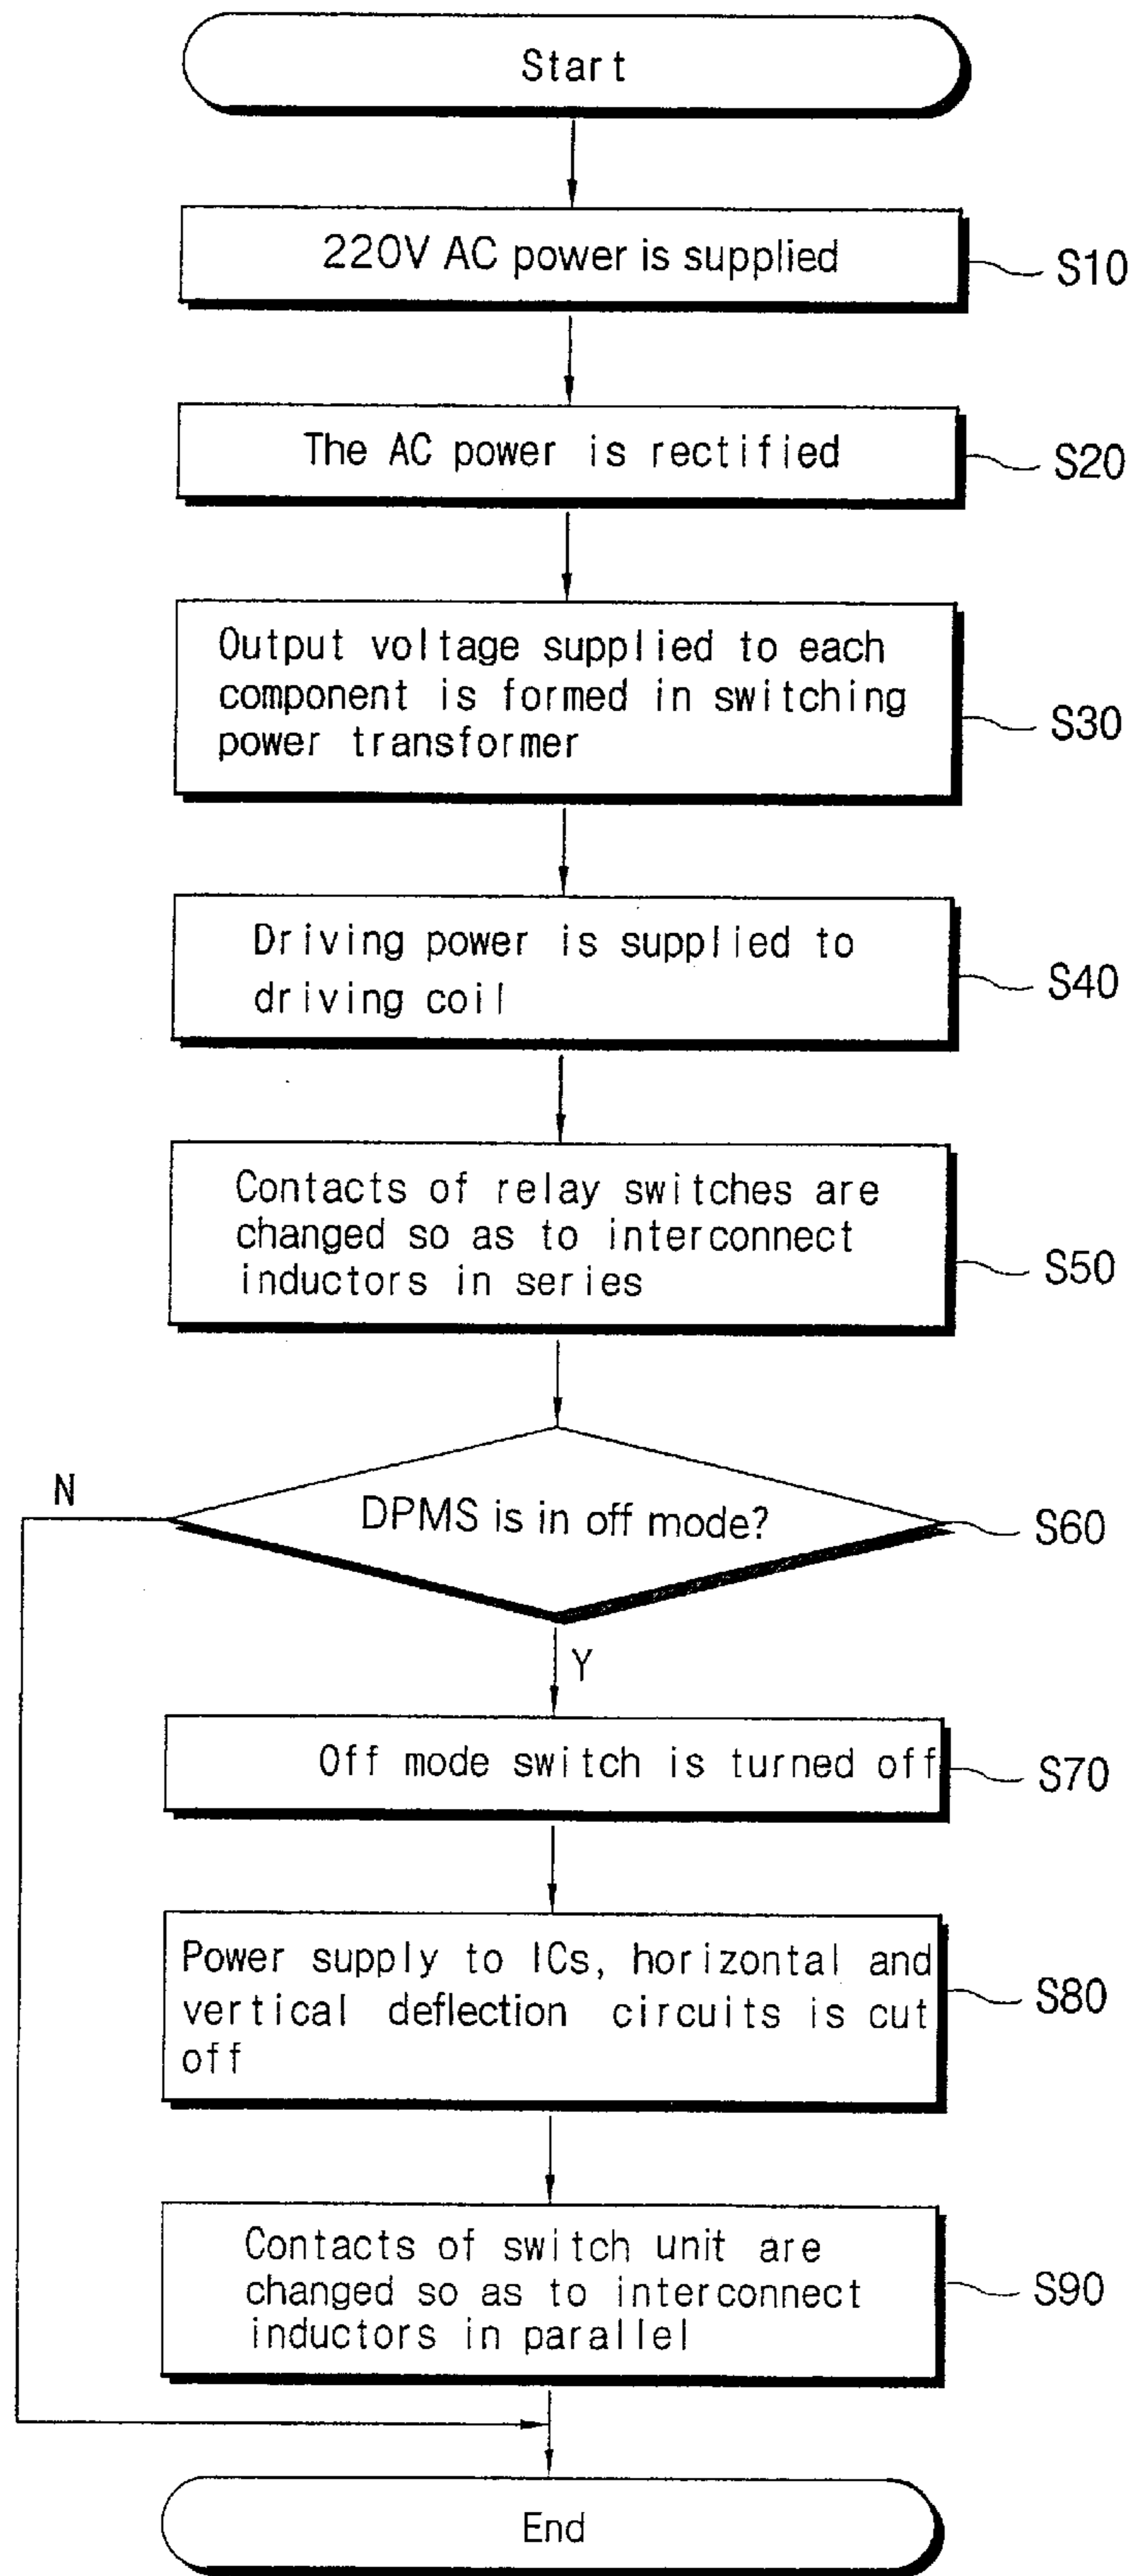 Start
220V AC power is supplied
S10
The AC power is rectified
S20
Output voltage supplied to each
component is formed in switching
power transformer
S30
Driving power is supplied to
driving coil
S40
Contacts of relay switches are
changed so as to interconnect
inductors in series
S50
N
DPMS is in off mode?
S60
Y
Off mode switch is turned off
S70
Power supply to ICs, horizontal and
vertical deflection circuits is cut
off
S80
Contacts of switch unit are
changed so as to interconnect
inductors in parallel
S90
End